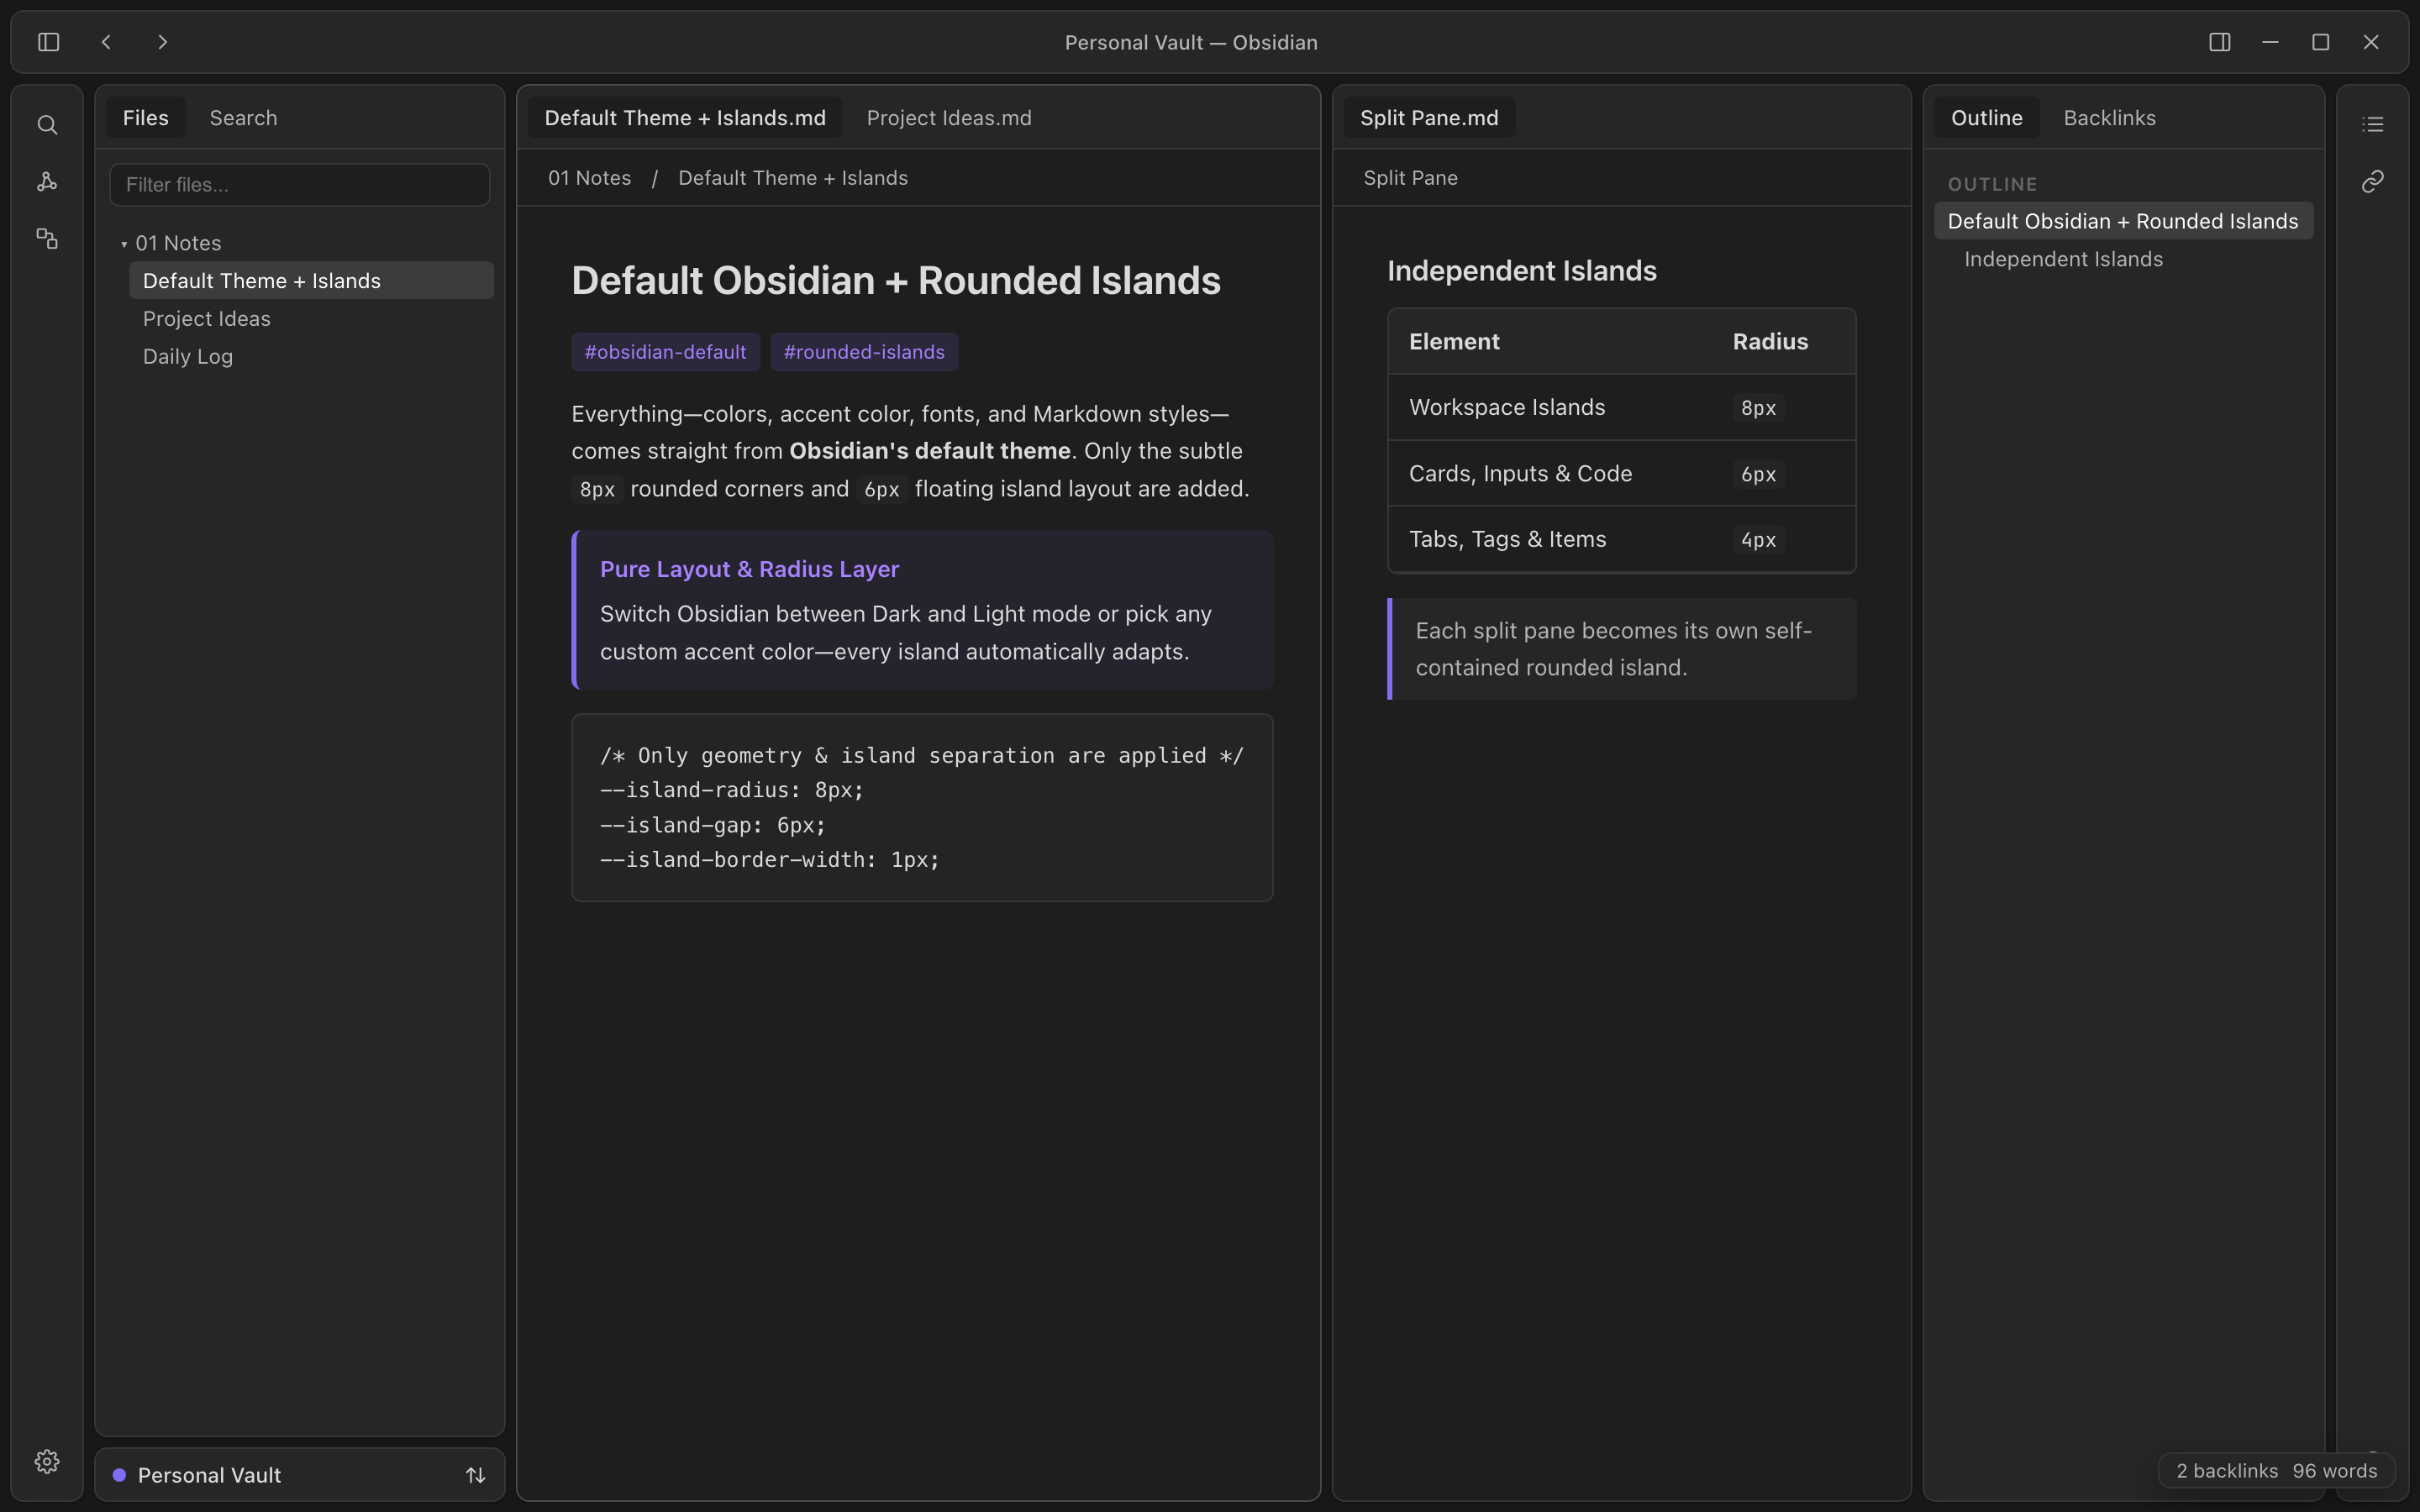 Personal Vault — Obsidian
Files
Search
Filter files...
01 Notes
Default Theme + Islands
Project Ideas
Daily Log
Personal Vault
Default Theme + Islands.md
Project Ideas.md
01 Notes / Default Theme + Islands
Default Obsidian + Rounded Islands
#obsidian-default
#rounded-islands
Everything—colors, accent color, fonts, and Markdown styles—
comes straight from Obsidian's default theme. Only the subtle
8px rounded corners and 6px floating island layout are added.
Pure Layout & Radius Layer
Switch Obsidian between Dark and Light mode or pick any
custom accent color—every island automatically adapts.
/* Only geometry & island separation are applied */
--island-radius: 8px;
--island-gap: 6px;
--island-border-width: 1px;
Split Pane.md
Split Pane
Independent Islands
Element Radius
Workspace Islands 8px
Cards, Inputs & Code 6px
Tabs, Tags & Items 4px
Each split pane becomes its own self-
contained rounded island.
Outline
Backlinks
OUTLINE
Default Obsidian + Rounded Islands
Independent Islands
2 backlinks 96 words